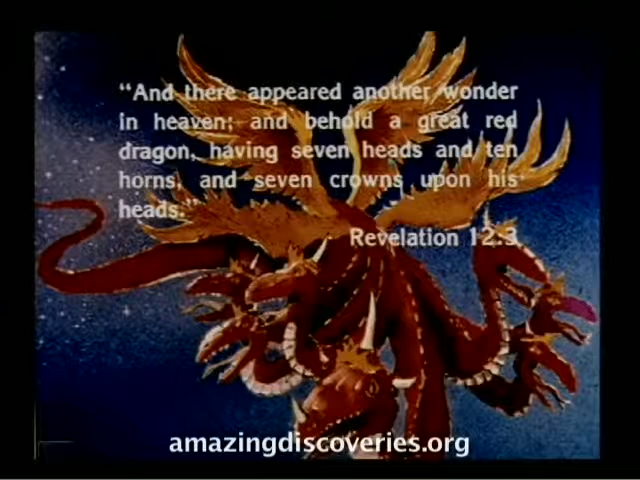 “And there appeared another wonder
in heaven; and behold a great red
dragon, having seven heads and ten
horns, and seven crowns upon his
heads.”
Revelation 12:3
amazingdiscoveries.org